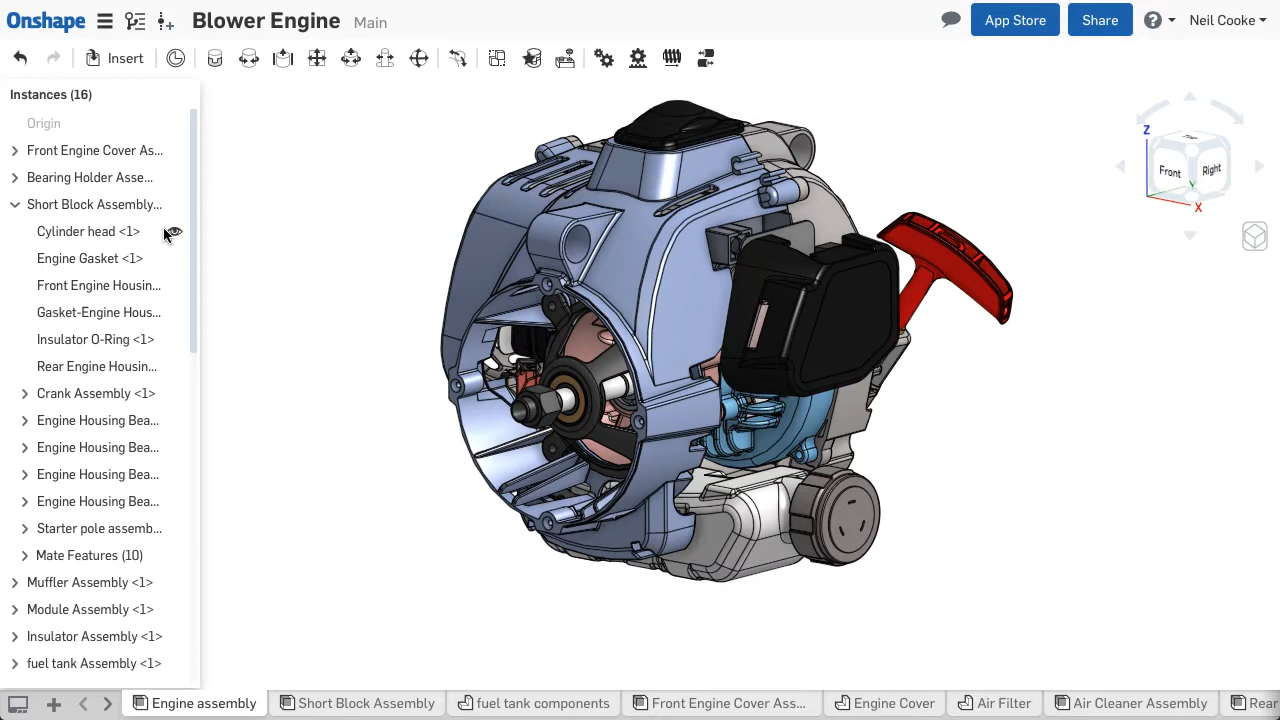 Onshape
Blower Engine Main
App Store
Share
Neil Cooke
Insert
Instances (16)
Origin
Front Engine Cover As...
Bearing Holder Asse...
Short Block Assembly...
Cylinder head <1>
Engine Gasket <1>
Front Engine Housin...
Gasket-Engine Hous...
Insulator O-Ring <1>
Rear Engine Housin...
Crank Assembly <1>
Engine Housing Bea...
Engine Housing Bea...
Engine Housing Bea...
Engine Housing Bea...
Starter pole assemb...
Mate Features (10)
Muffler Assembly <1>
Module Assembly <1>
Insulator Assembly <1>
fuel tank Assembly <1>
Z
Top
Front
Right
Y
X
Engine assembly
Short Block Assembly
fuel tank components
Front Engine Cover Ass...
Engine Cover
Air Filter
Air Cleaner Assembly
Rear